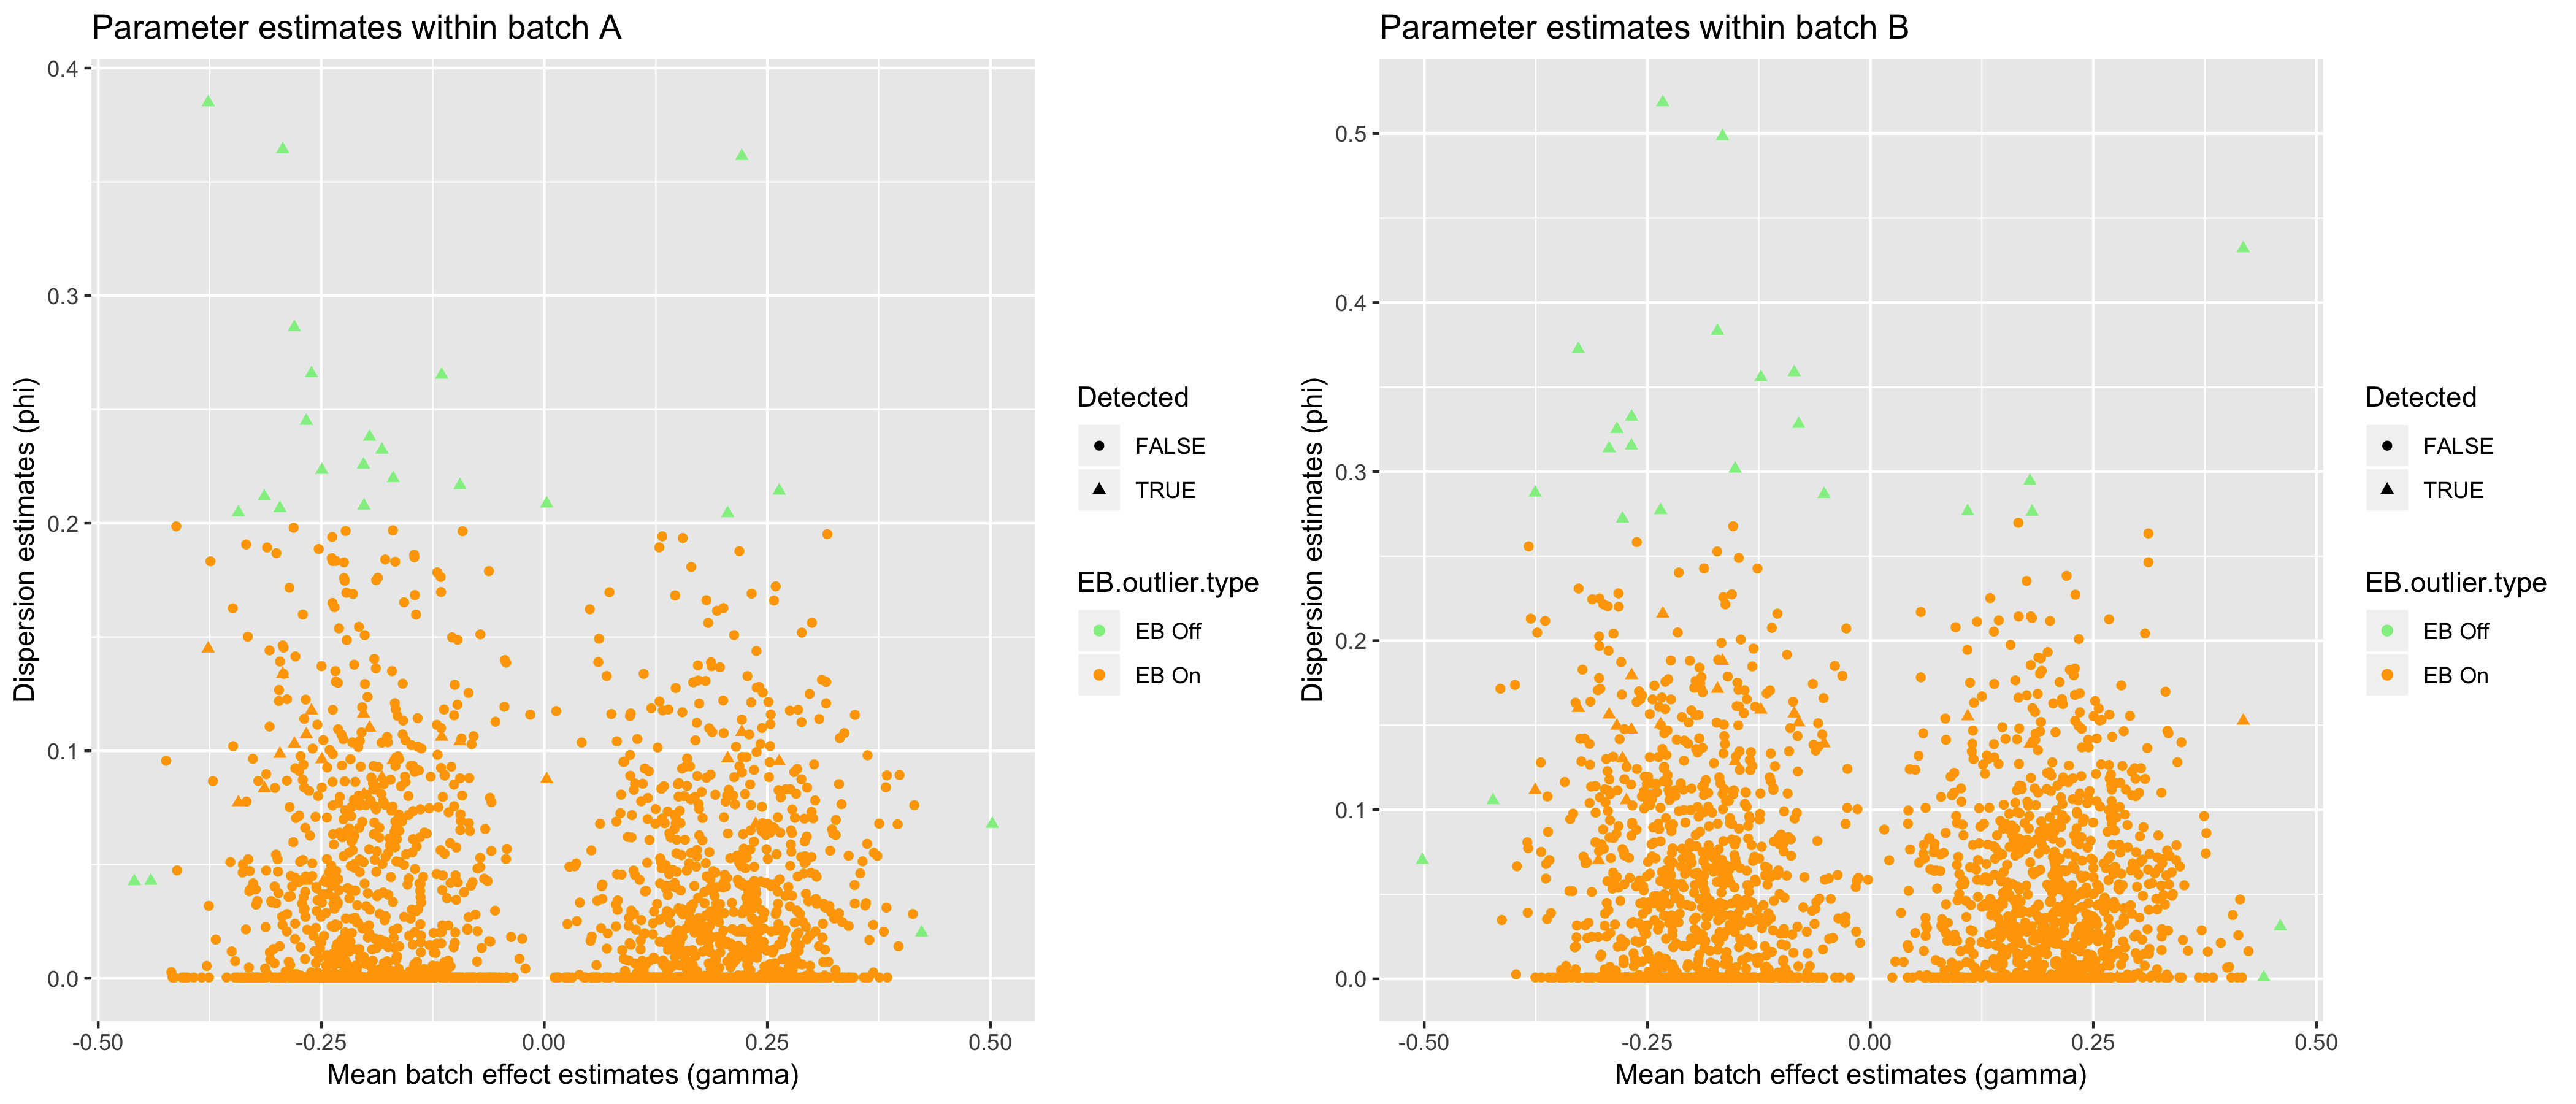 Parameter estimates within batch A
Dispersion estimates (phi)
0.4
0.3
0.2
0.1
0.0
-0.50
-0.25
0.00
0.25
0.50
Mean batch effect estimates (gamma)
Detected
FALSE
TRUE
EB.outlier.type
EB Off
EB On
Parameter estimates within batch B
Dispersion estimates (phi)
0.5
0.4
0.3
0.2
0.1
0.0
-0.50
-0.25
0.00
0.25
0.50
Mean batch effect estimates (gamma)
Detected
FALSE
TRUE
EB.outlier.type
EB Off
EB On